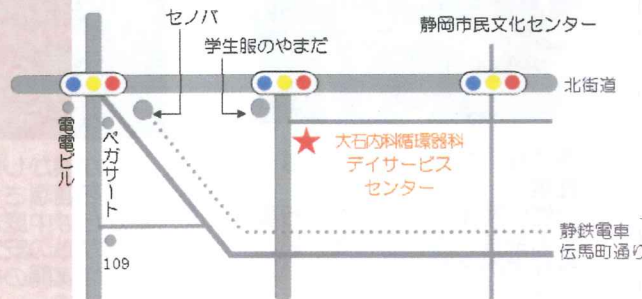 セノバ
学生服のやまだ
静岡市民文化センター
北街道
電電ビル
ペガサート
大石内科循環器科
デイサービス
センター
109
静鉄電車
伝馬町通り